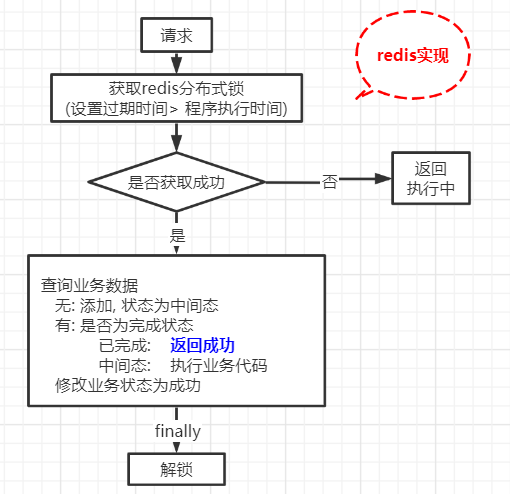 请求
redis实现
获取redis分布式锁
(设置过期时间> 程序执行时间)
是否获取成功
否
返回
执行中
是
查询业务数据
无: 添加, 状态为中间态
有: 是否为完成状态
已完成: 返回成功
中间态: 执行业务代码
修改业务状态为成功
finally
解锁